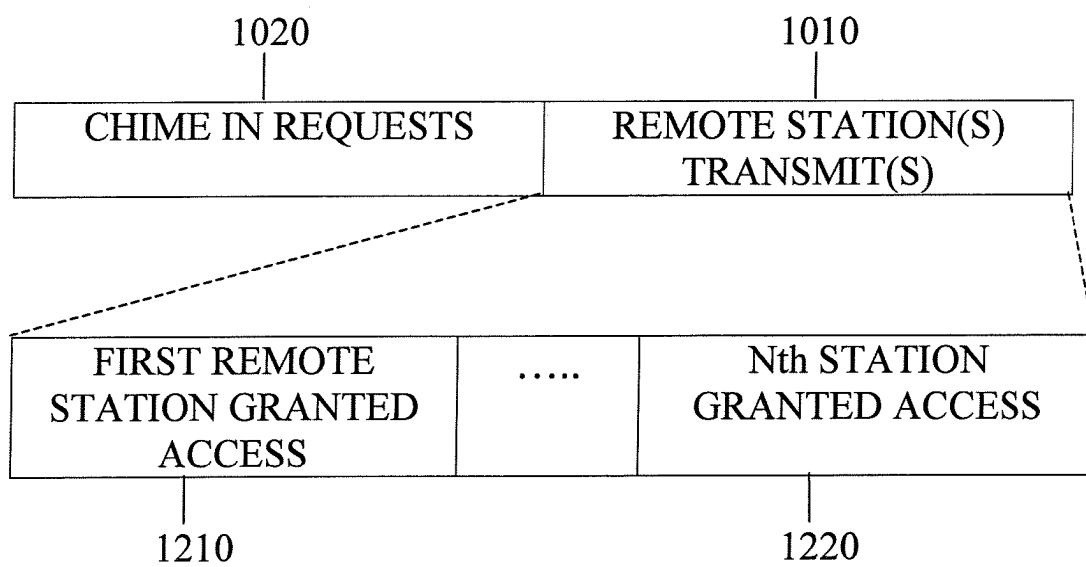 1020 1010
CHIME IN REQUESTS REMOTE STATION(S)
TRANSMIT(S)
FIRST REMOTE
STATION GRANTED
ACCESS
.....
Nth STATION
GRANTED ACCESS
1210 1220